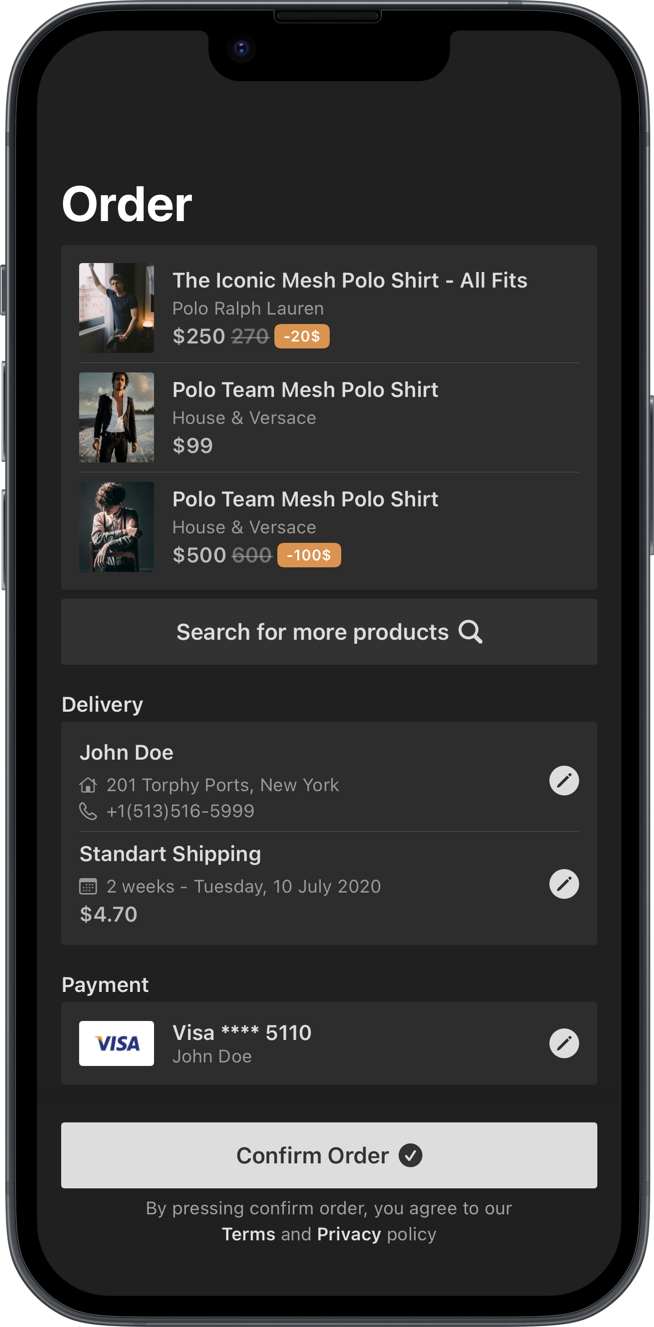 Order
The Iconic Mesh Polo Shirt - All Fits
Polo Ralph Lauren
$250 270 -20$
Polo Team Mesh Polo Shirt
House & Versace
$99
Polo Team Mesh Polo Shirt
House & Versace
$500 600 -100$
Search for more products
Delivery
John Doe
201 Torphy Ports, New York
+1(513)516-5999
Standart Shipping
2 weeks - Tuesday, 10 July 2020
$4.70
Payment
VISA Visa **** 5110
John Doe
Confirm Order
By pressing confirm order, you agree to our
Terms and Privacy policy